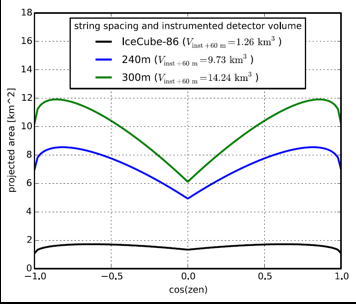 string spacing and instrumented detector volume
IceCube-86 (V_inst+60 m=1.26 km³ )
240m (V_inst+60 m=9.73 km³ )
300m (V_inst+60 m=14.24 km³ )
18
16
14
12
10
8
6
4
2
0
projected area [km^2]
−1.0 −0.5 0.0 0.5 1.0
cos(zen)